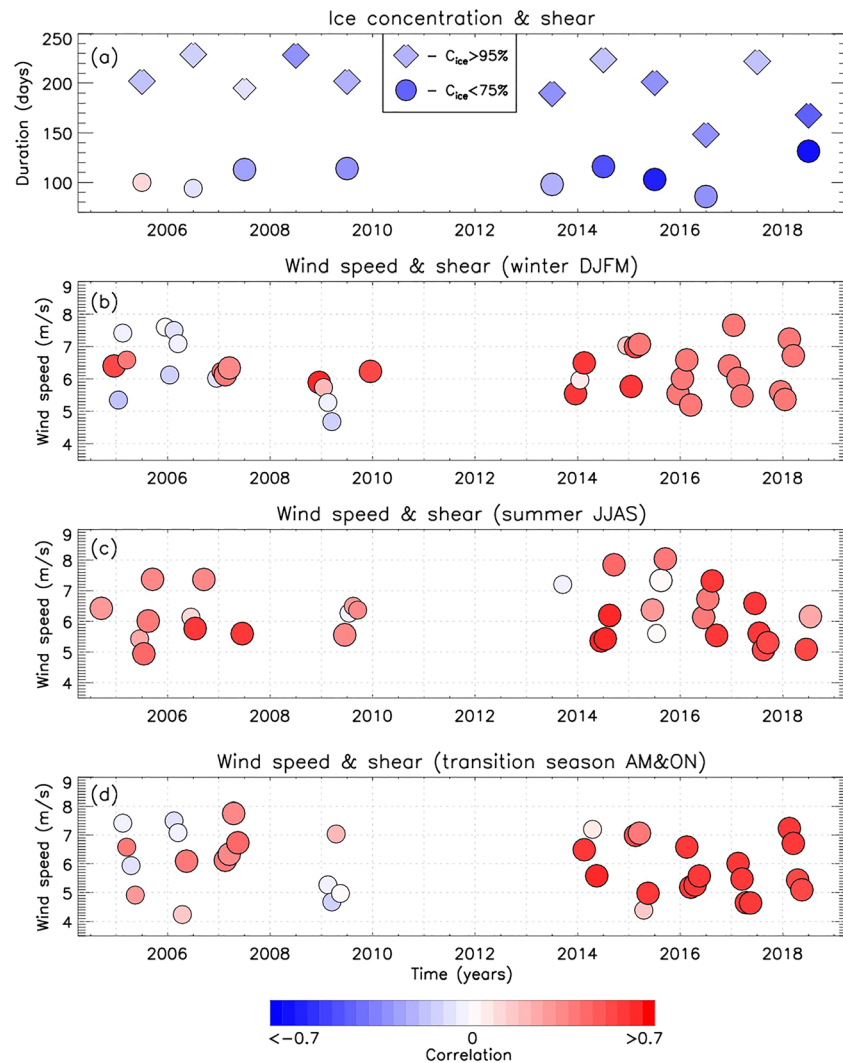 Ice concentration & shear
(a)
– Cice>95%
– Cice<75%
Duration (days)
250
200
150
100
2006 2008 2010 2012 2014 2016 2018
Wind speed & shear (winter DJFM)
(b)
Wind speed (m/s)
9
8
7
6
5
4
2006 2008 2010 2012 2014 2016 2018
Wind speed & shear (summer JJAS)
(c)
Wind speed (m/s)
9
8
7
6
5
4
2006 2008 2010 2012 2014 2016 2018
Wind speed & shear (transition season AM&ON)
(d)
Wind speed (m/s)
9
8
7
6
5
4
2006 2008 2010 2012 2014 2016 2018
Time (years)
<−0.7 0 >0.7
Correlation